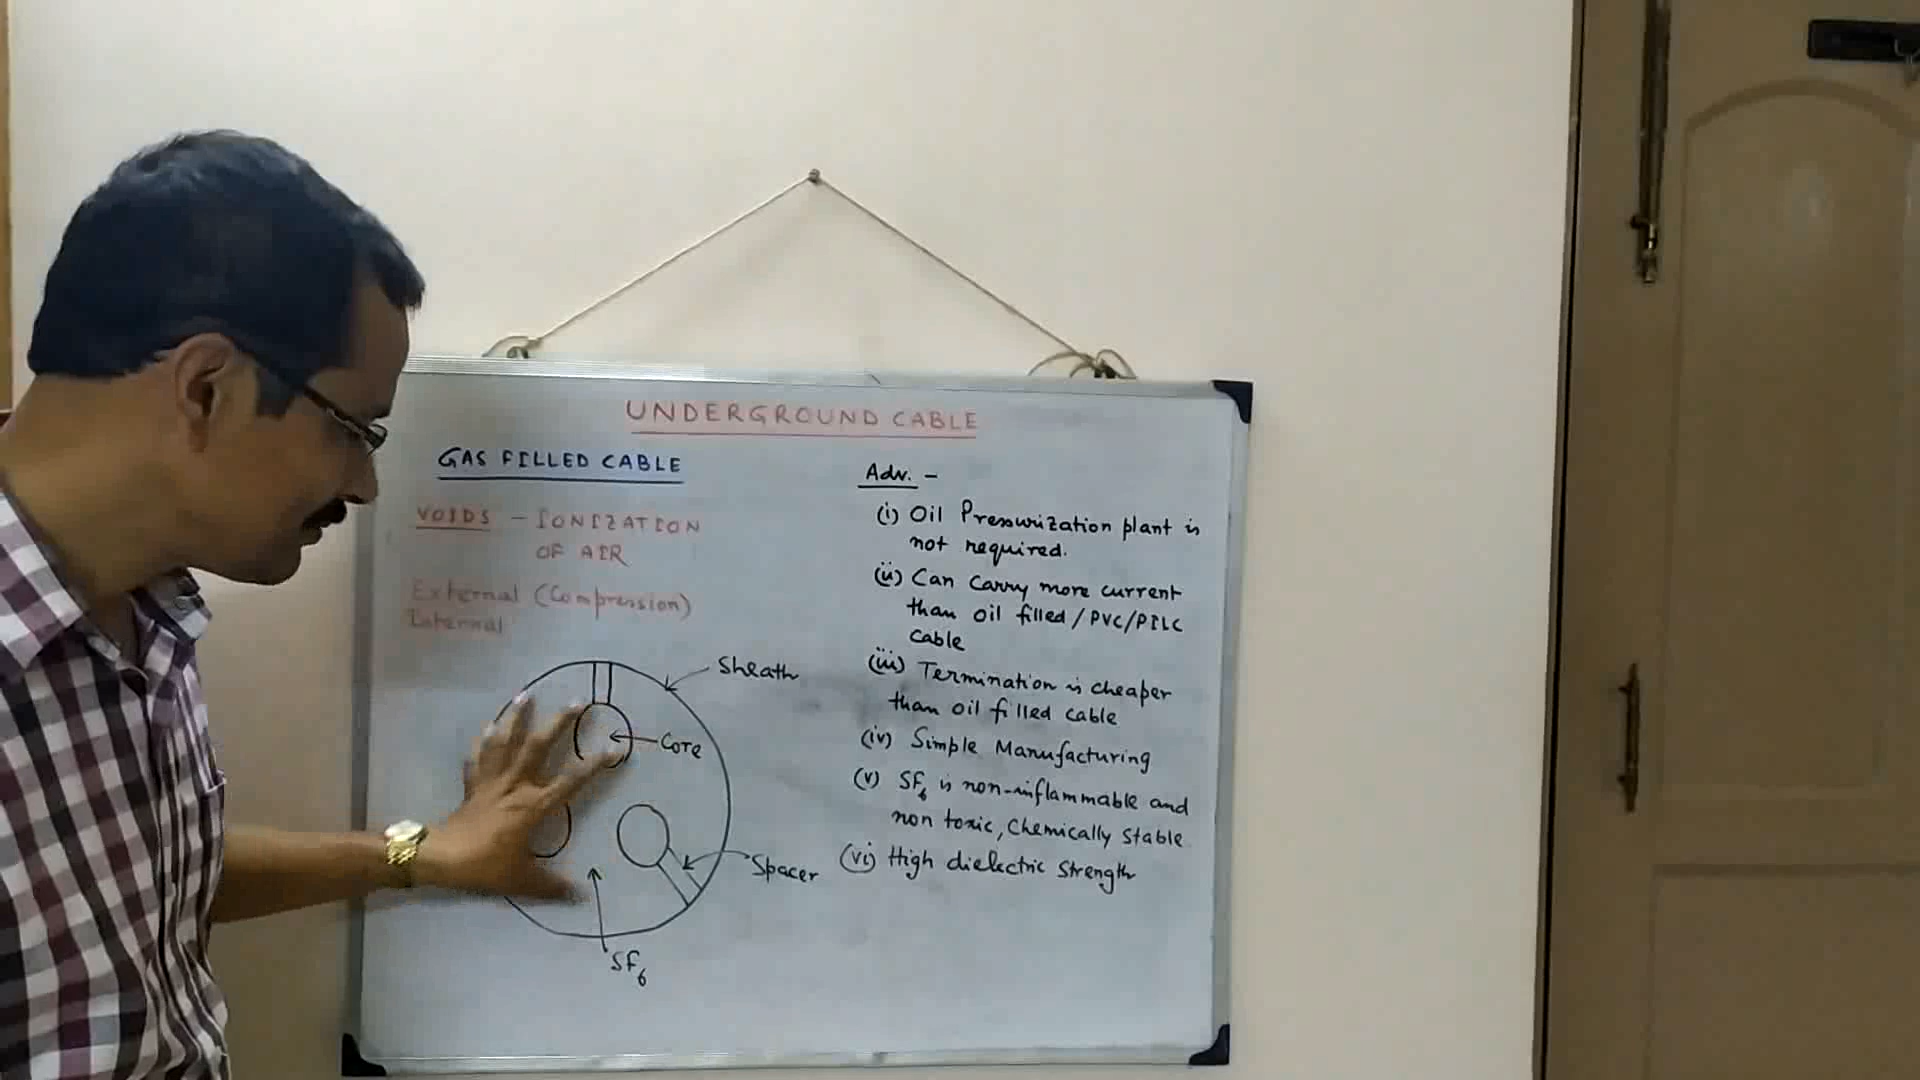 UNDERGROUND CABLE
GAS FILLED CABLE
VOIDS - IONIZATION
OF AIR
External (Compression)
Internal
Sheath
Core
Spacer
SF6
Adv. -
(i) Oil Pressurization plant is
not required.
(ii) Can carry more current
than oil filled/PVC/PILC
Cable
(iii) Termination is cheaper
than oil filled cable
(iv) Simple Manufacturing
(v) SF6 is non-inflammable and
non toxic, Chemically stable
(vi) High dielectric strength